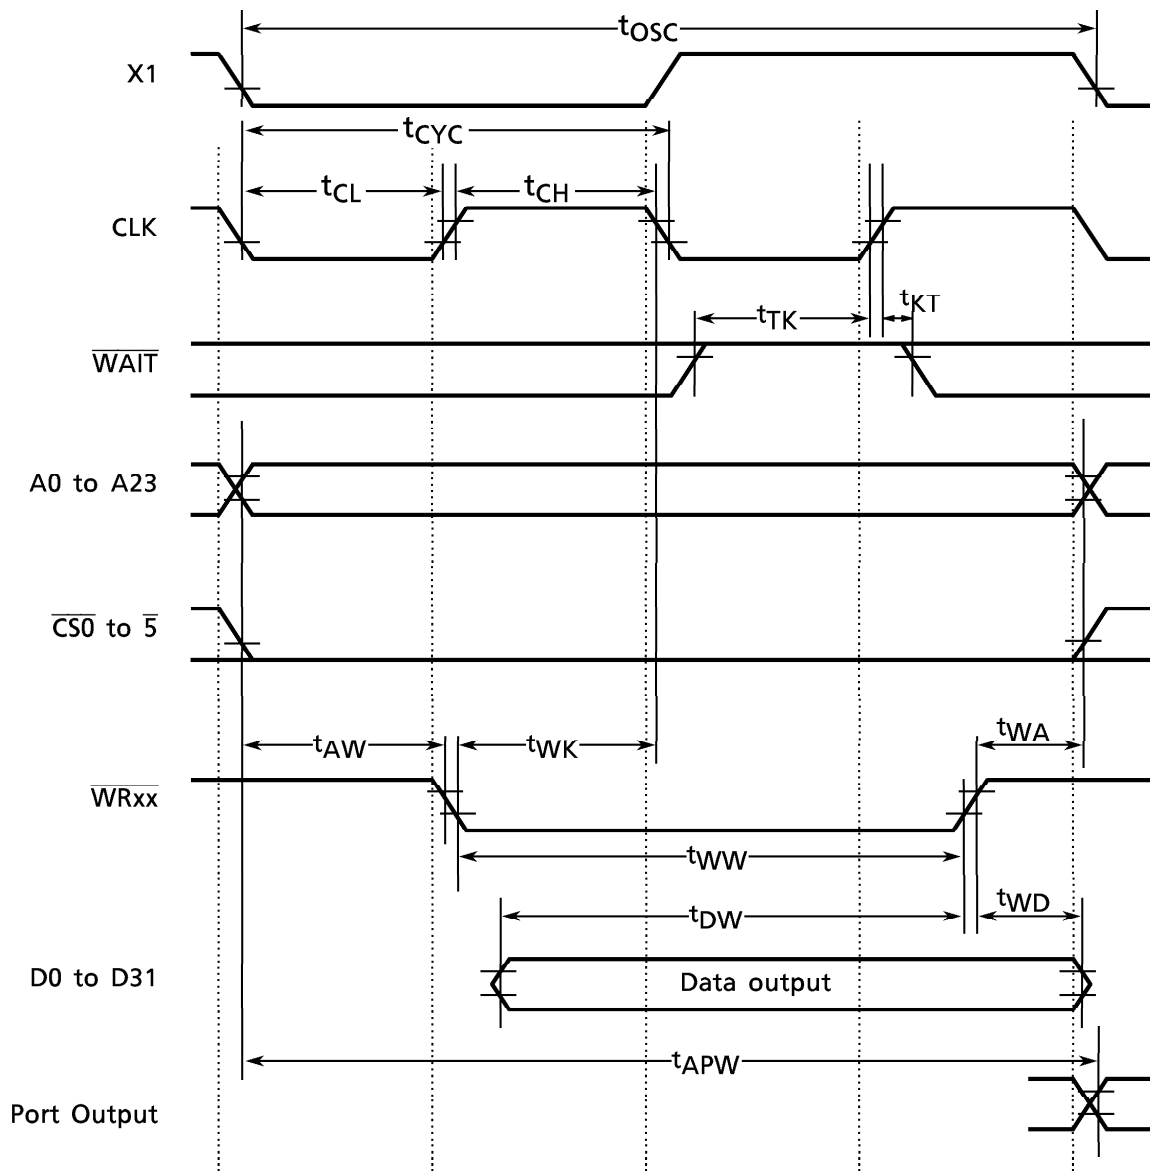 tOSC
X1
tCYC
tCL
tCH
CLK
tKT
tTK
WAIT
A0 to A23
CS0 to 5
tWA
tAW
tWK
WRxx
tWW
tWD
tDW
D0 to D31
Data output
tAPW
Port Output